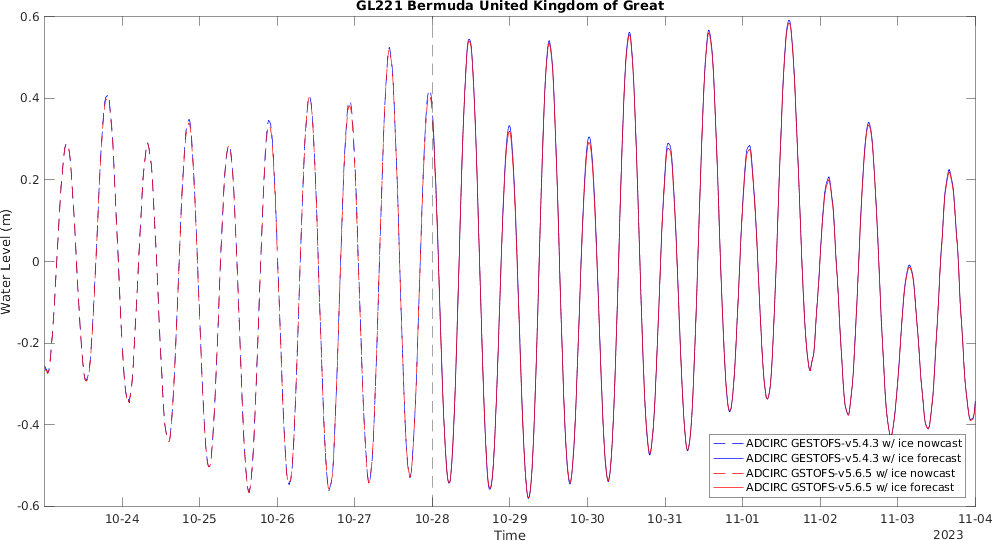 GL221 Bermuda United Kingdom of Great
0.6
0.4
0.2
0
-0.2
-0.4
-0.6
Water Level (m)
ADCIRC GESTOFS-v5.4.3 w/ ice nowcast
ADCIRC GESTOFS-v5.4.3 w/ ice forecast
ADCIRC GSTOFS-v5.6.5 w/ ice nowcast
ADCIRC GSTOFS-v5.6.5 w/ ice forecast
10-24 10-25 10-26 10-27 10-28 10-29 10-30 10-31 11-01 11-02 11-03 11-04
Time
2023